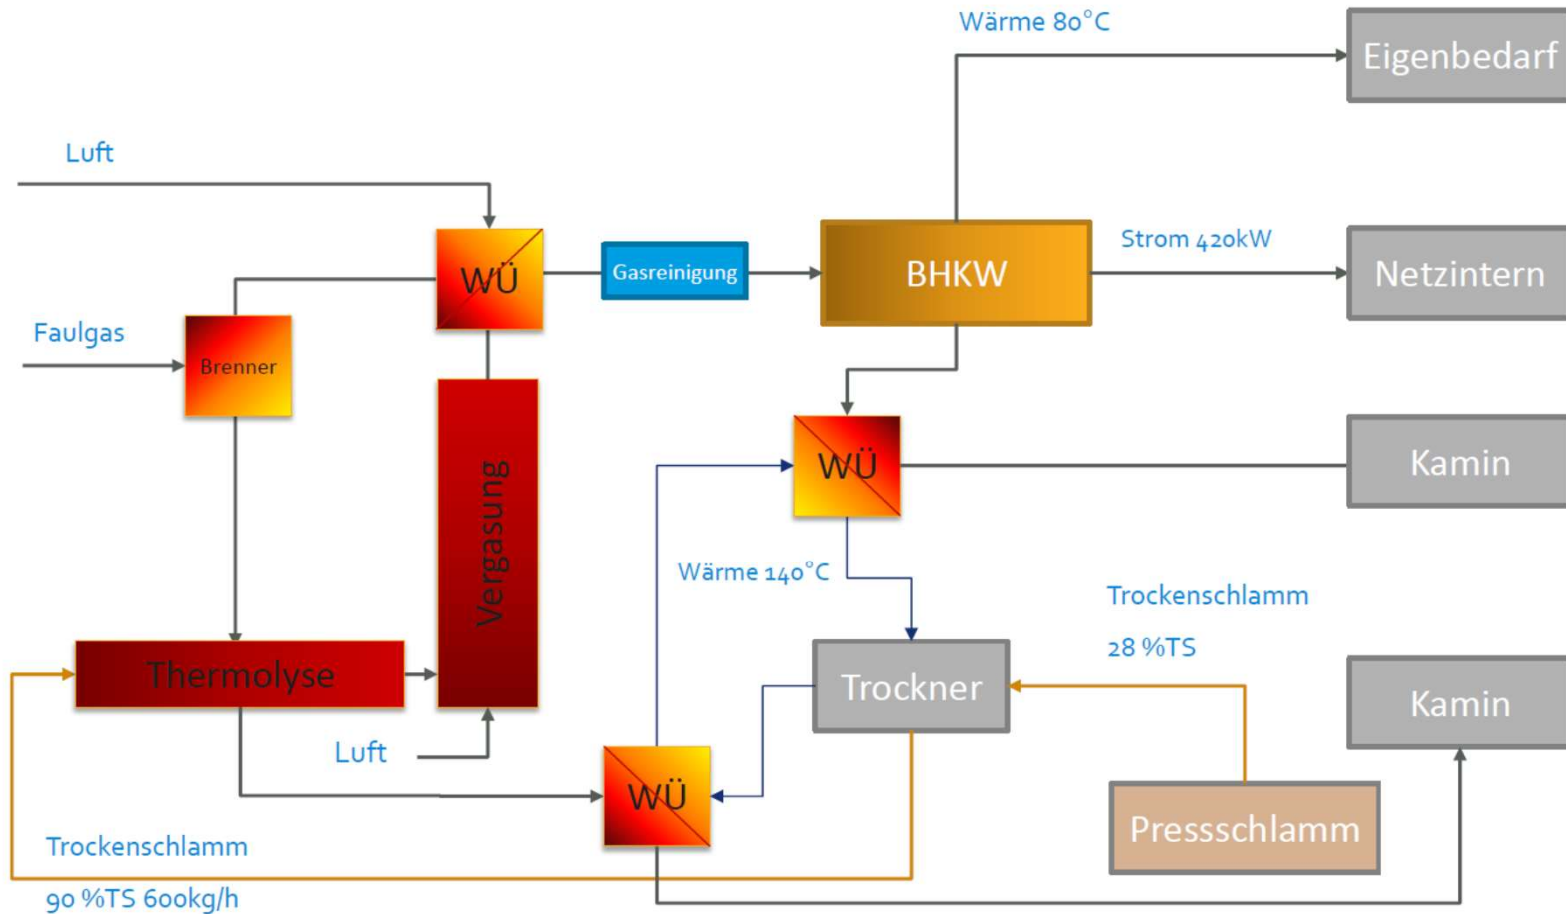 Wärme 80°C
Eigenbedarf
Luft
WÜ
Gasreinigung
BHKW
Strom 420kW
Netzintern
Faulgas
Brenner
Vergasung
WÜ
Kamin
Wärme 140°C
Trockenschlamm
28 %TS
Thermolyse
Trockner
Kamin
Luft
WÜ
Pressschlamm
Trockenschlamm
90 %TS 600kg/h